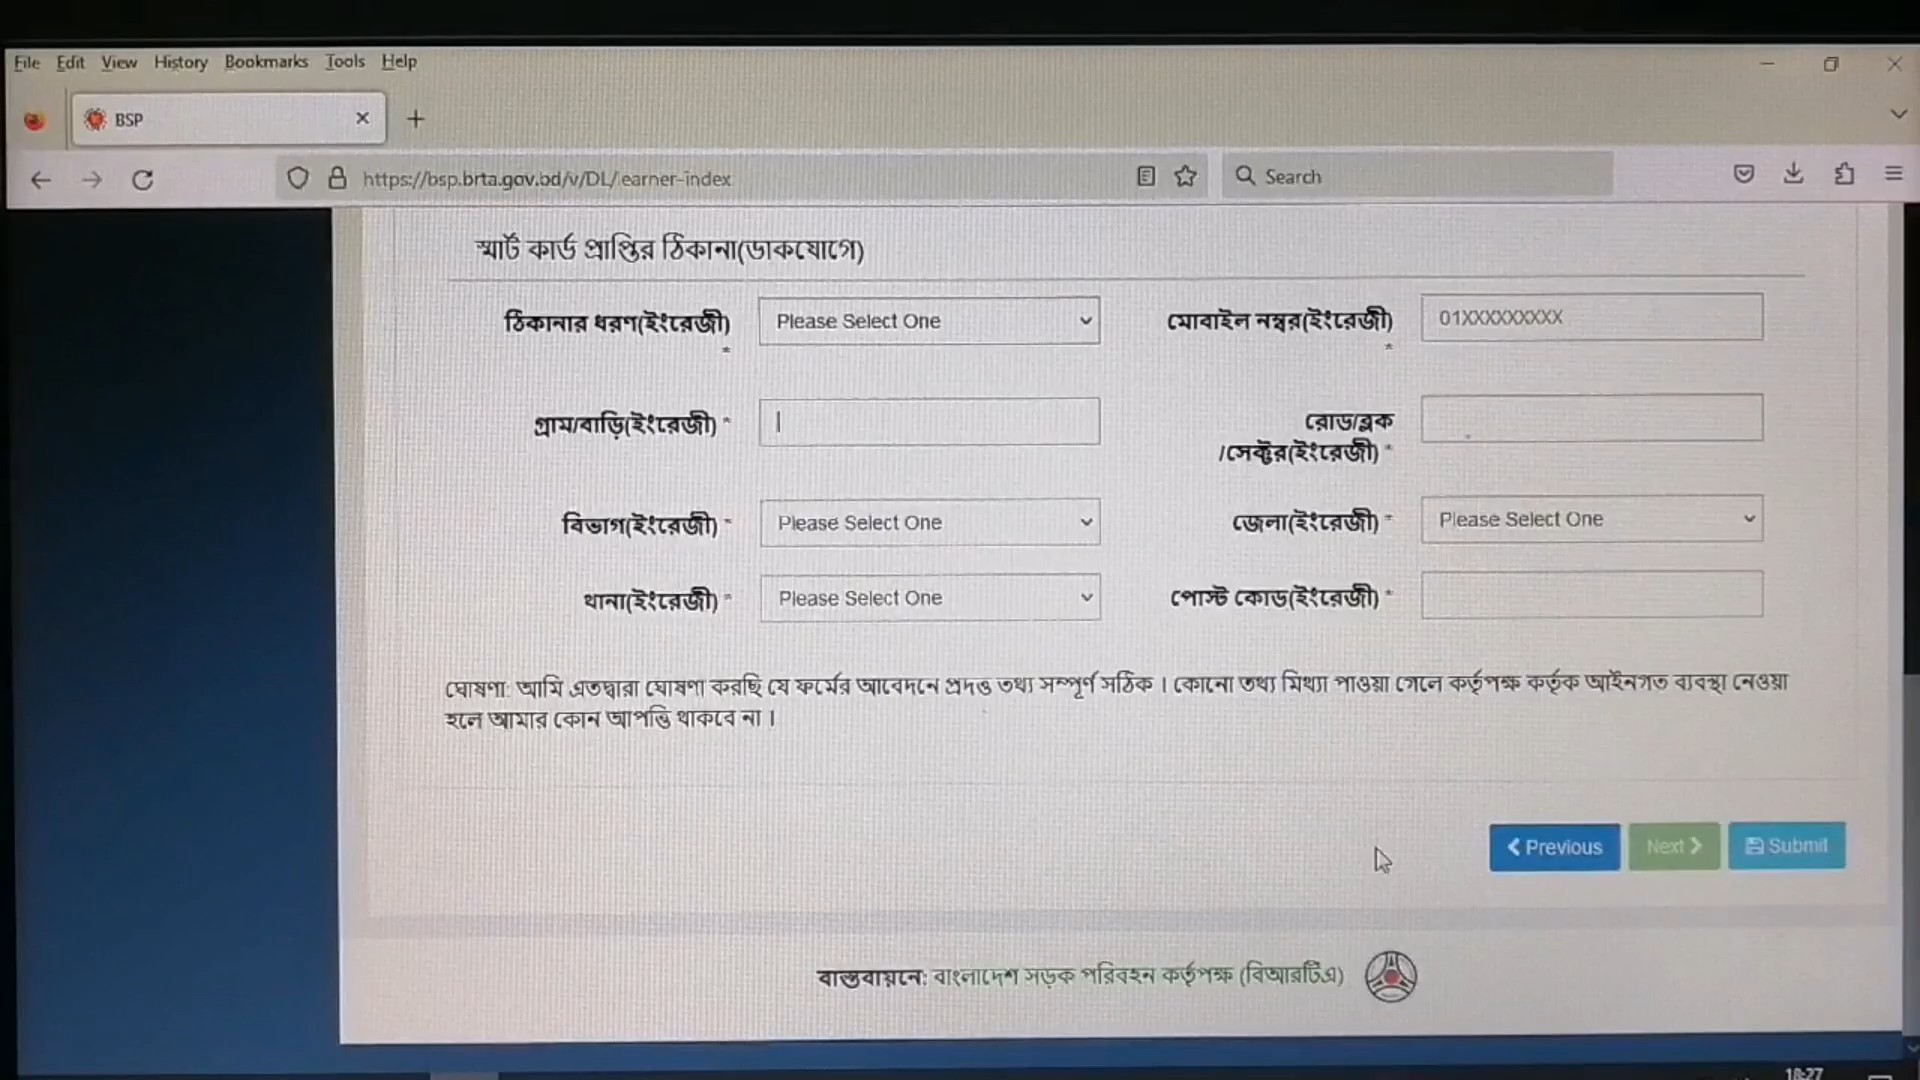 File Edit View History Bookmarks Tools Help
BSP
https://bsp.brta.gov.bd/v/DL/learner-index
Search
স্মার্ট কার্ড প্রাপ্তির ঠিকানা(ডাকযোগে)
ঠিকানার ধরণ(ইংরেজী) * Please Select One
মোবাইল নম্বর(ইংরেজী) * 01XXXXXXXXX
গ্রাম/বাড়ি(ইংরেজী) *
রোড/ব্লক
/সেক্টর(ইংরেজী) *
বিভাগ(ইংরেজী) * Please Select One
জেলা(ইংরেজী) * Please Select One
থানা(ইংরেজী) * Please Select One
পোস্ট কোড(ইংরেজী) *
ঘোষণা: আমি এতদ্বারা ঘোষণা করছি যে ফর্মের আবেদনে প্রদত্ত তথ্য সম্পূর্ণ সঠিক। কোনো তথ্য মিথ্যা পাওয়া গেলে কর্তৃপক্ষ কর্তৃক আইনগত ব্যবস্থা নেওয়া
হলে আমার কোন আপত্তি থাকবে না।
Previous Next Submit
বাস্তবায়নে: বাংলাদেশ সড়ক পরিবহন কর্তৃপক্ষ (বিআরটিএ)
18:27